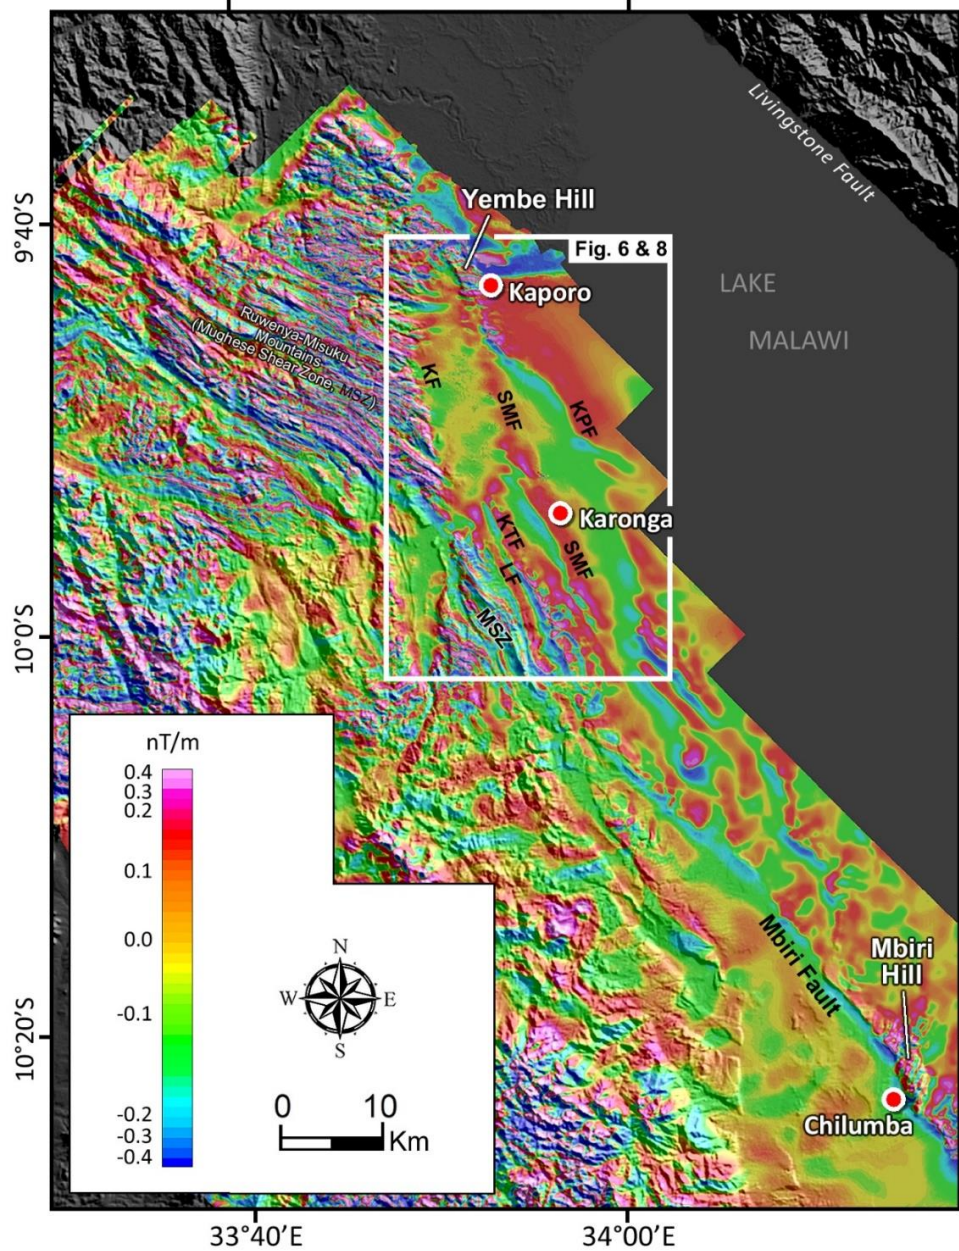 Livingstone Fault
Yembe Hill
9°40'S
Fig. 6 & 8
LAKE
MALAWI
Kaporo
Ruwenya-Misuku
Mountains
(Mughese Shear Zone, MSZ)
KF
SMF
KPF
Karonga
KTF
SMF
LF
MSZ
10°0'S
nT/m
0.4
0.3
0.2
0.1
0.0
-0.1
-0.2
-0.3
-0.4
N
W
E
S
0
10
Km
Mbiri Fault
Mbiri
Hill
10°20'S
Chilumba
33°40'E
34°00'E